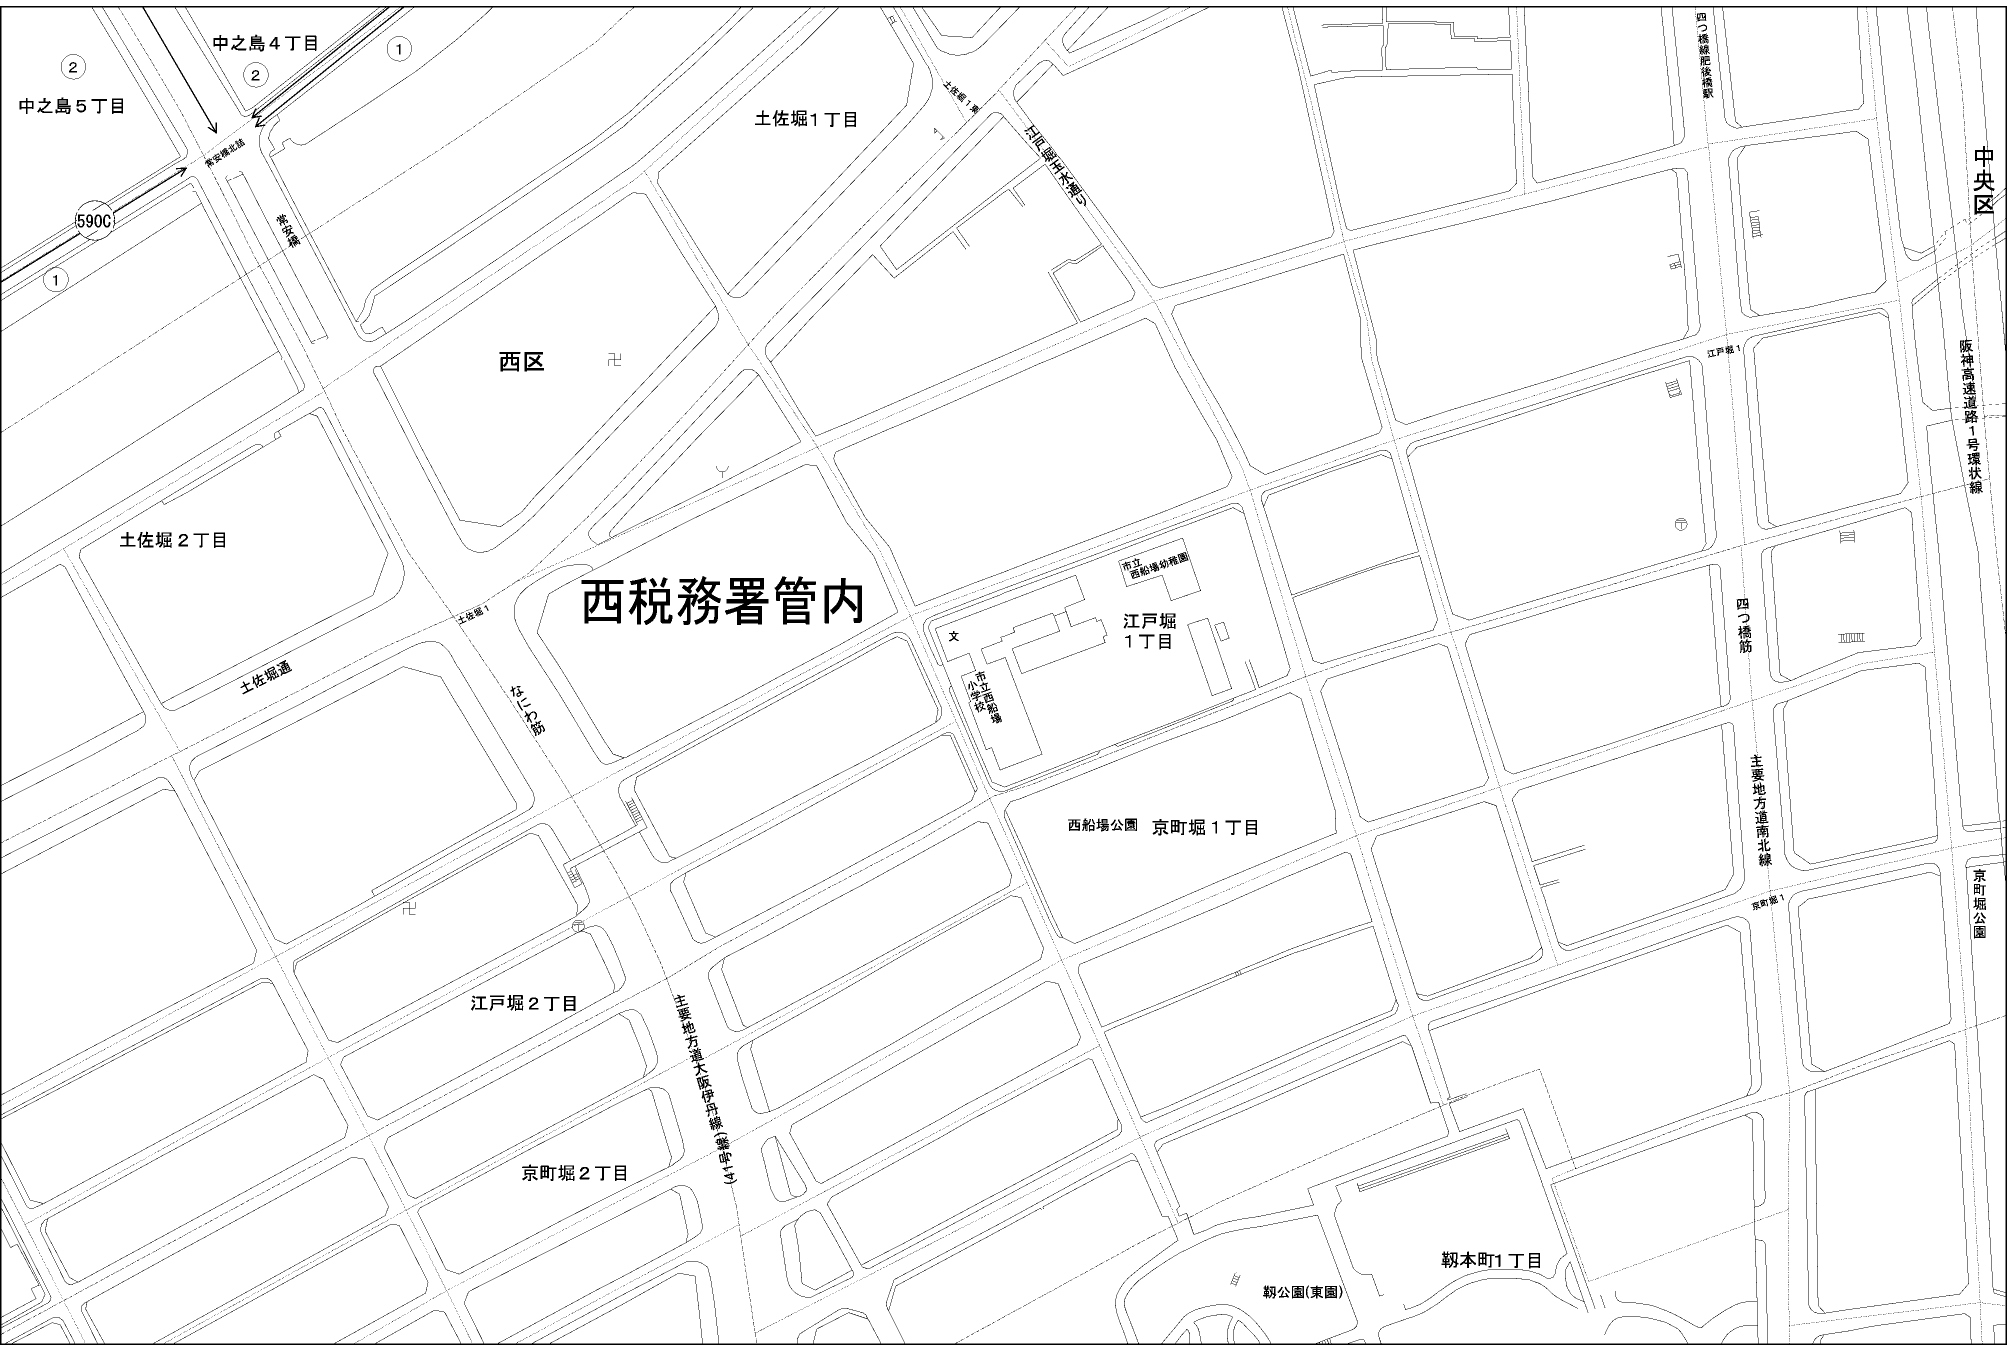 中之島４丁目
①
②
②
中之島５丁目
590C
①
常安橋北詰
常安橋
土佐堀１丁目
土佐堀１東
江戸堀玉水通り
四つ橋線肥後橋駅
中央区
西区
江戸堀１
阪神高速道路１号環状線
土佐堀２丁目
西税務署管内
土佐堀１
土佐堀通
なにわ筋
市立
西船場幼稚園
文
江戸堀
１丁目
市立西船場
小学校
四つ橋筋
主要地方道南北線
西船場公園
京町堀１丁目
京町堀１
京町堀公園
江戸堀２丁目
主要地方道大阪伊丹線(41号線)
京町堀２丁目
靱本町１丁目
靱公園(東園)